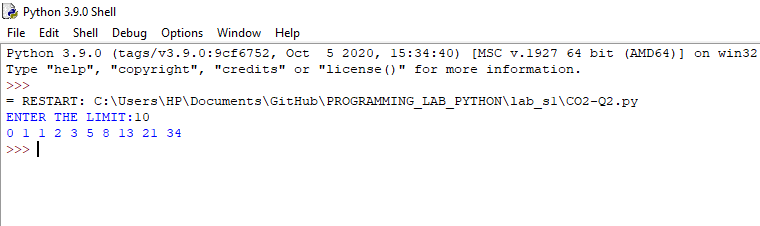 Python 3.9.0 Shell
File Edit Shell Debug Options Window Help
Python 3.9.0 (tags/v3.9.0:9cf6752, Oct  5 2020, 15:34:40) [MSC v.1927 64 bit (AMD64)] on win32
Type "help", "copyright", "credits" or "license()" for more information.
>>>
= RESTART: C:\Users\HP\Documents\GitHub\PROGRAMMING_LAB_PYTHON\lab_s1\CO2-Q2.py
ENTER THE LIMIT:10
0 1 1 2 3 5 8 13 21 34
>>>